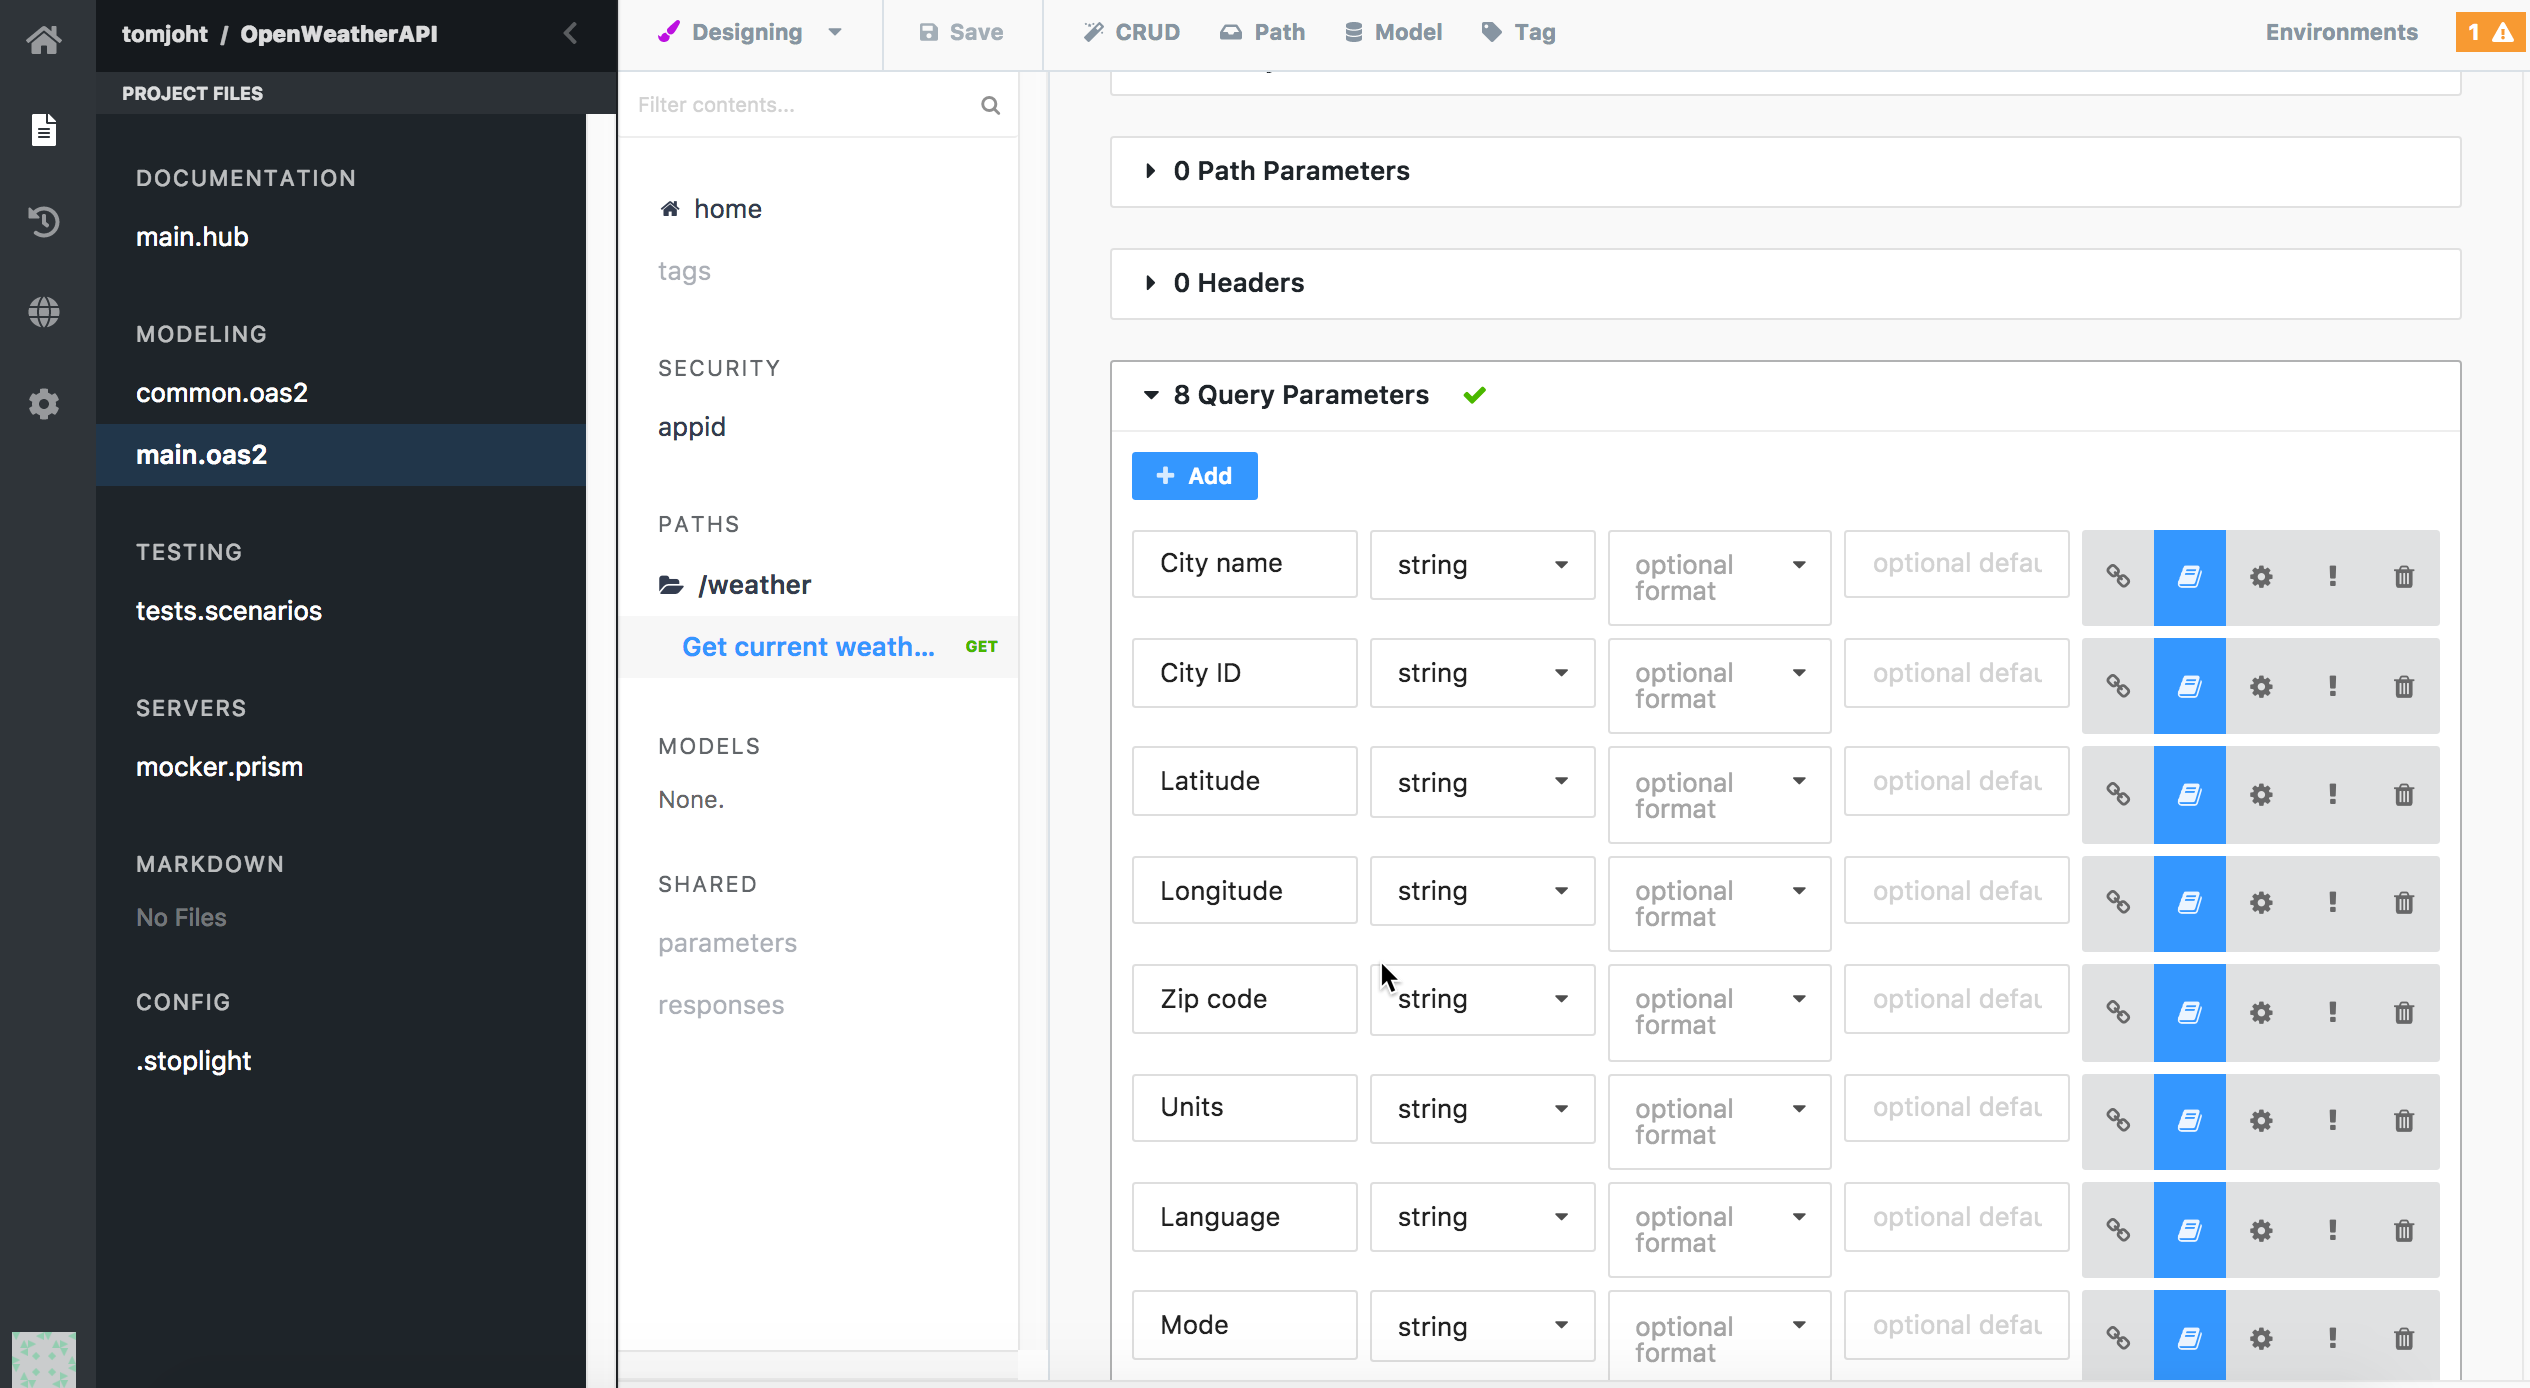 tomjoht / OpenWeatherAPI
Designing
Save
CRUD
Path
Model
Tag
Environments
1
PROJECT FILES
DOCUMENTATION
main.hub
MODELING
common.oas2
main.oas2
TESTING
tests.scenarios
SERVERS
mocker.prism
MARKDOWN
No Files
CONFIG
.stoplight
Filter contents...
home
tags
SECURITY
appid
PATHS
/weather
Get current weath... GET
MODELS
None.
SHARED
parameters
responses
0 Path Parameters
0 Headers
8 Query Parameters
+ Add
City name string optional format optional defau
City ID string optional format optional defau
Latitude string optional format optional defau
Longitude string optional format optional defau
Zip code string optional format optional defau
Units string optional format optional defau
Language string optional format optional defau
Mode string optional format optional defau